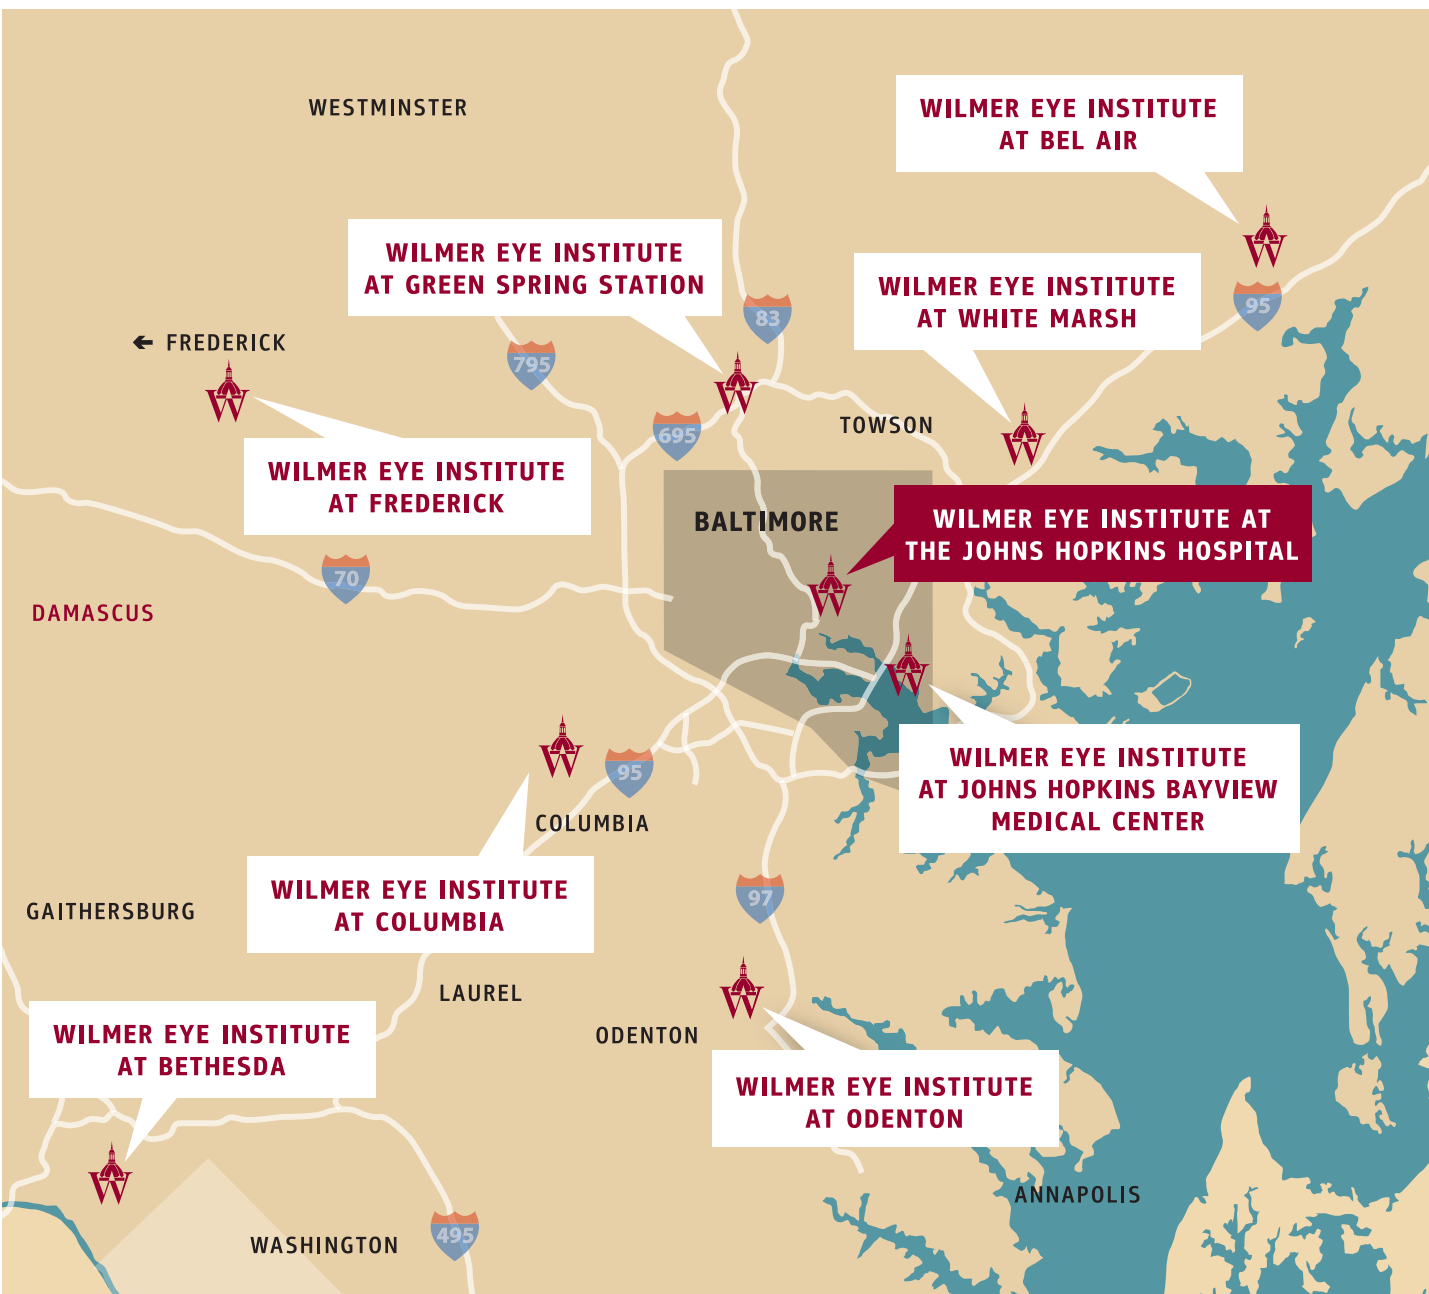 WESTMINSTER
WILMER EYE INSTITUTE
AT BEL AIR
WILMER EYE INSTITUTE
AT GREEN SPRING STATION
WILMER EYE INSTITUTE
AT WHITE MARSH
83
95
← FREDERICK
795
695
TOWSON
WILMER EYE INSTITUTE
AT FREDERICK
BALTIMORE
WILMER EYE INSTITUTE AT
THE JOHNS HOPKINS HOSPITAL
70
DAMASCUS
WILMER EYE INSTITUTE
AT JOHNS HOPKINS BAYVIEW
MEDICAL CENTER
95
COLUMBIA
WILMER EYE INSTITUTE
AT COLUMBIA
97
GAITHERSBURG
LAUREL
ODENTON
WILMER EYE INSTITUTE
AT BETHESDA
WILMER EYE INSTITUTE
AT ODENTON
ANNAPOLIS
WASHINGTON
495
W
W
W
W
W
W
W
W
W